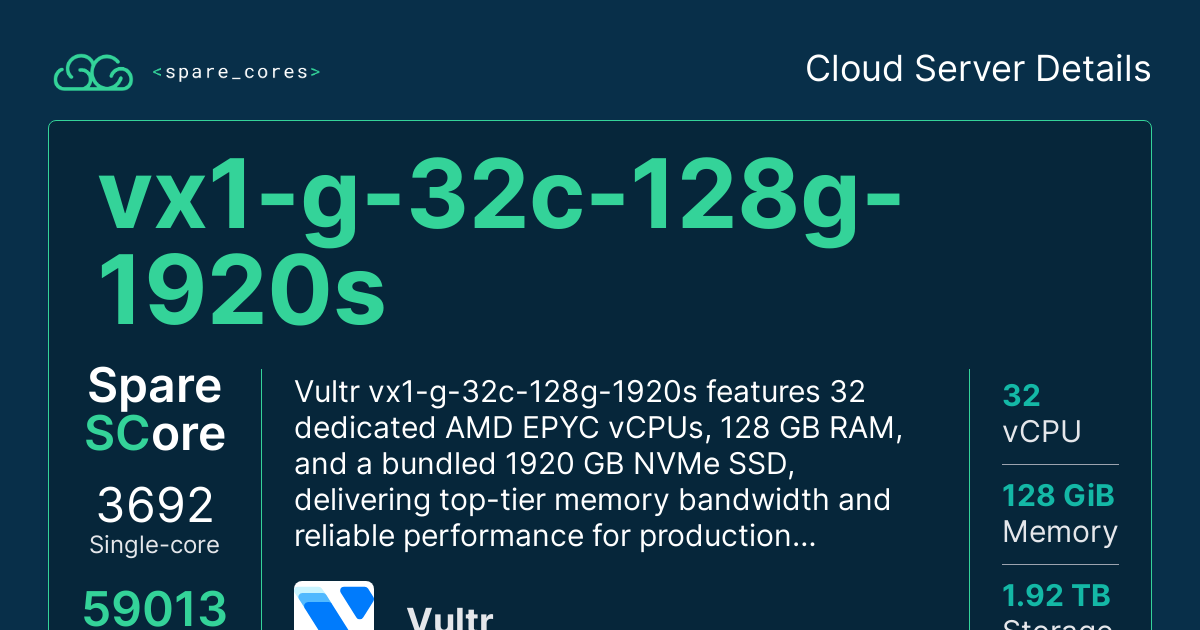 <spare_cores>
Cloud Server Details
vx1-g-32c-128g-
1920s
Spare
SCore
3692
Single-core
59013
Vultr vx1-g-32c-128g-1920s features 32
dedicated AMD EPYC vCPUs, 128 GB RAM,
and a bundled 1920 GB NVMe SSD,
delivering top-tier memory bandwidth and
reliable performance for production...
Vultr
32
vCPU
128 GiB
Memory
1.92 TB
Storage